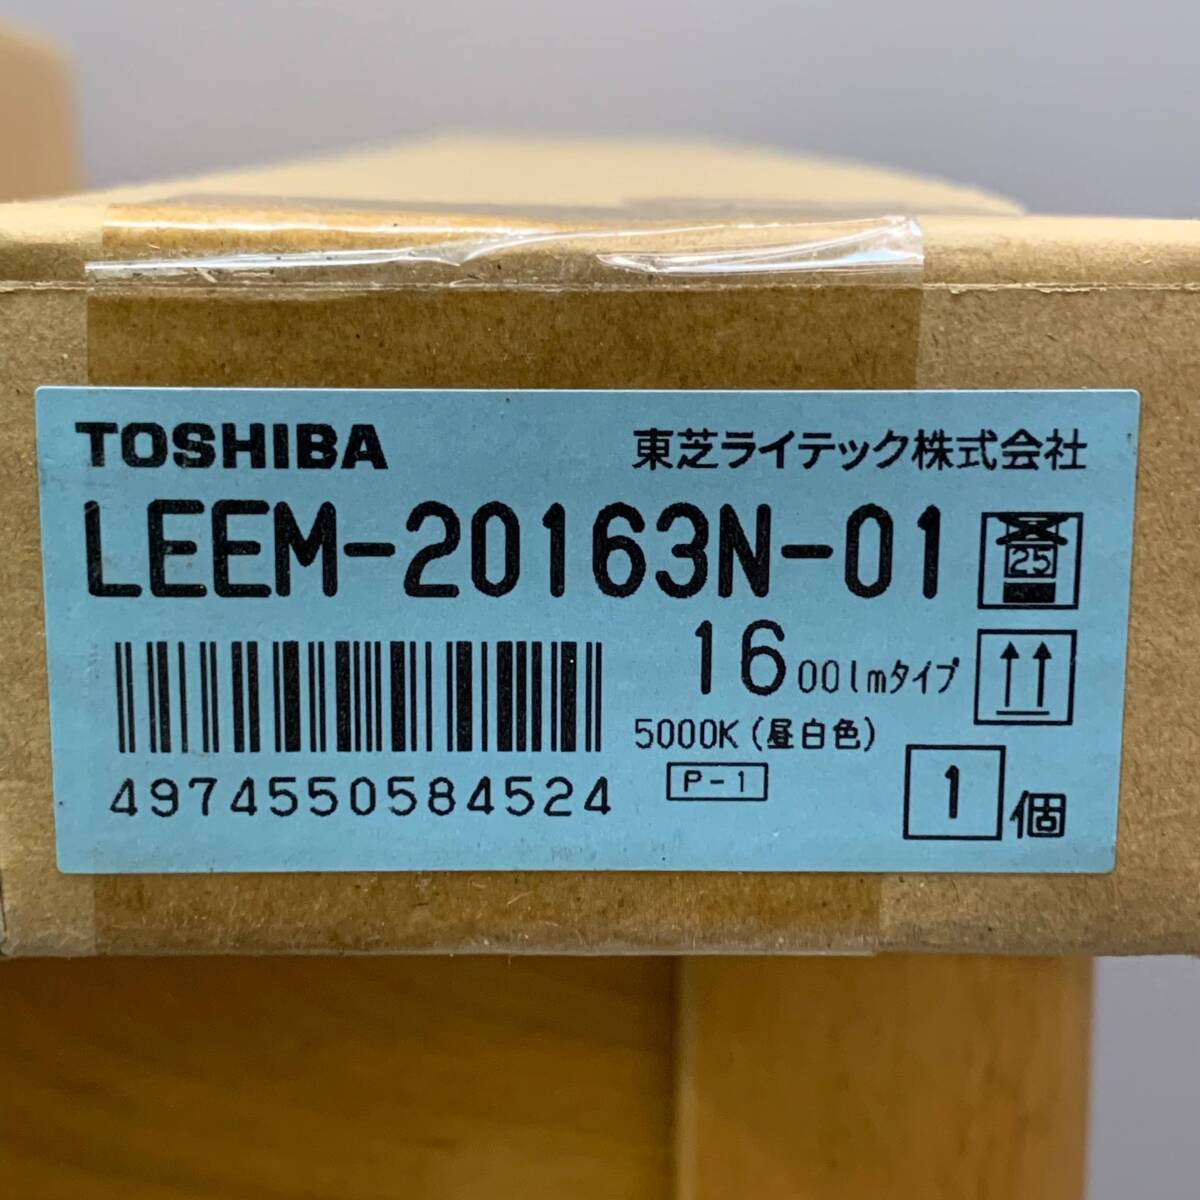 TOSHIBA 東芝ライテック株式会社
LEEM-20163N-01
25
1600lmタイプ
5000K(昼白色)
P-1
4974550584524
1個